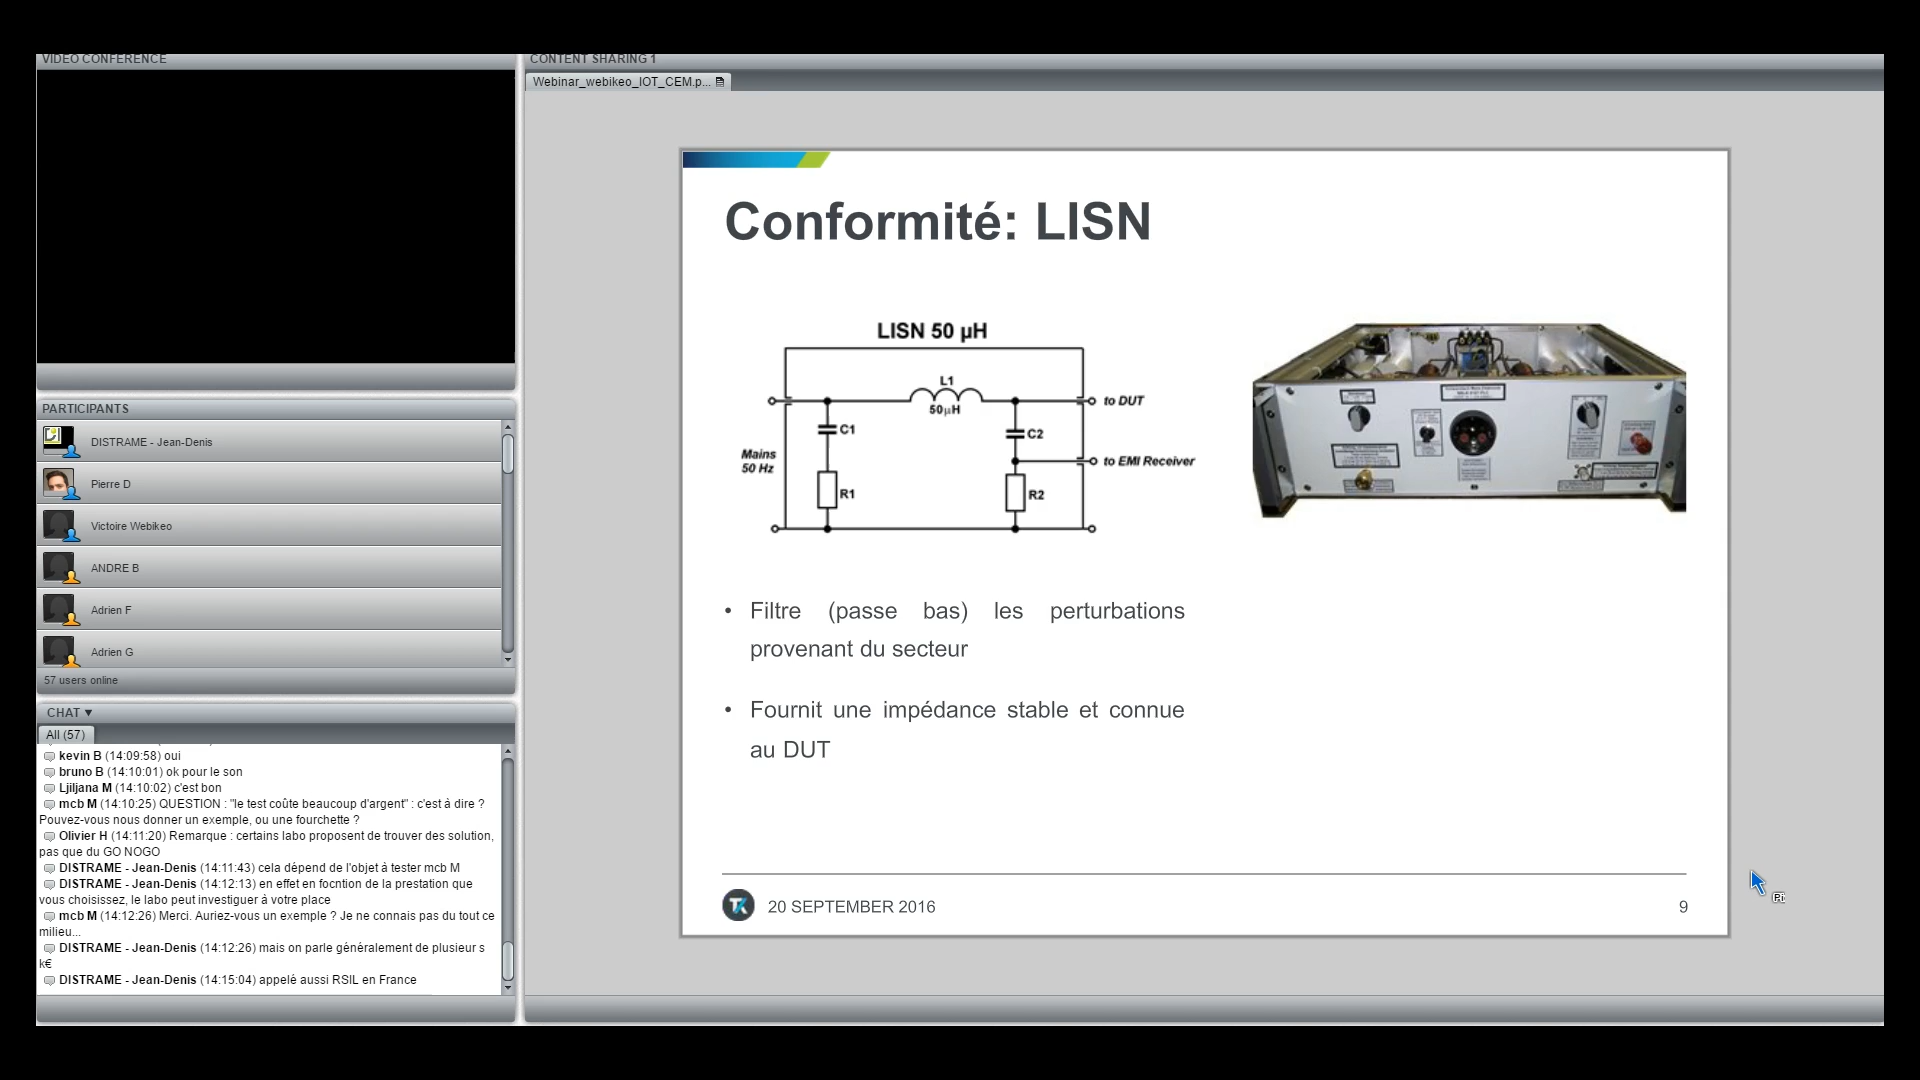 VIDEO CONFERENCE
CONTENT SHARING 1
Webinar_webikeo_IOT_CEM.p...
PARTICIPANTS
DISTRAME - Jean-Denis
Pierre D
Victoire Webikeo
ANDRE B
Adrien F
Adrien G
57 users online
CHAT ▼
All (57)
kevin B (14:09:58) oui
bruno B (14:10:01) ok pour le son
Ljiljana M (14:10:02) c'est bon
mcb M (14:10:25) QUESTION : "le test coûte beaucoup d'argent" : c'est à dire ?
Pouvez-vous nous donner un exemple, ou une fourchette ?
Olivier H (14:11:20) Remarque : certains labo proposent de trouver des solution,
pas que du GO NOGO
DISTRAME - Jean-Denis (14:11:43) cela dépend de l'objet à tester mcb M
DISTRAME - Jean-Denis (14:12:13) en effet en focntion de la prestation que
vous choisissez, le labo peut investiguer à votre place
mcb M (14:12:26) Merci. Auriez-vous un exemple ? Je ne connais pas du tout ce
milieu...
DISTRAME - Jean-Denis (14:12:26) mais on parle généralement de plusieur s
k€
DISTRAME - Jean-Denis (14:15:04) appelé aussi RSIL en France
Conformité: LISN
LISN 50 µH
L1
50µH
to DUT
C1
C2
Mains
50 Hz
to EMI Receiver
R1
R2
• Filtre (passe bas) les perturbations
provenant du secteur
• Fournit une impédance stable et connue
au DUT
20 SEPTEMBER 2016
9